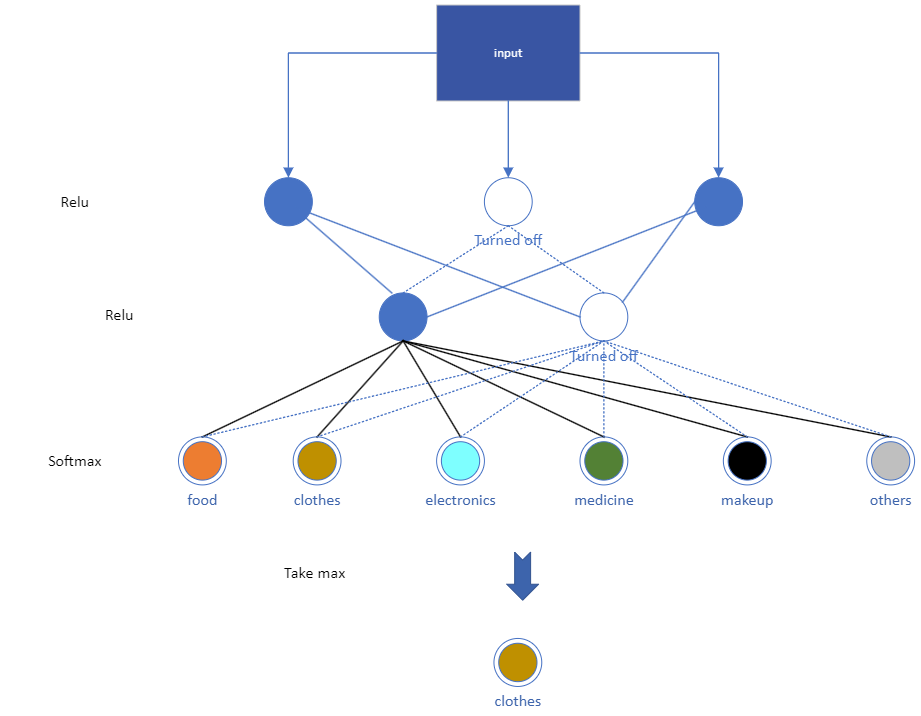 input
Relu
Turned off
Relu
Turned off
Softmax
food
clothes
electronics
medicine
makeup
others
Take max
clothes